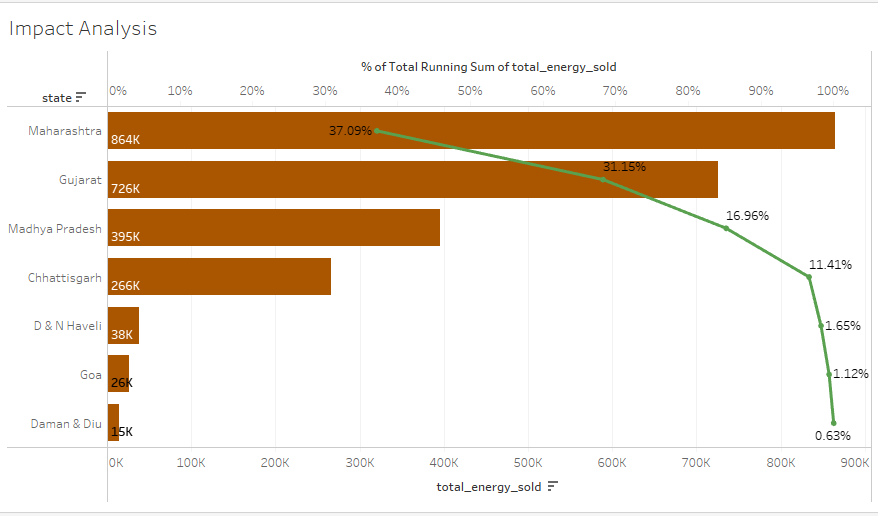 Impact Analysis
% of Total Running Sum of total_energy_sold
state
0% 10% 20% 30% 40% 50% 60% 70% 80% 90% 100%
Maharashtra 864K 37.09%
Gujarat 726K 31.15%
Madhya Pradesh 395K 16.96%
Chhattisgarh 266K 11.41%
D & N Haveli 38K 1.65%
Goa 26K 1.12%
Daman & Diu 15K 0.63%
0K 100K 200K 300K 400K 500K 600K 700K 800K 900K
total_energy_sold